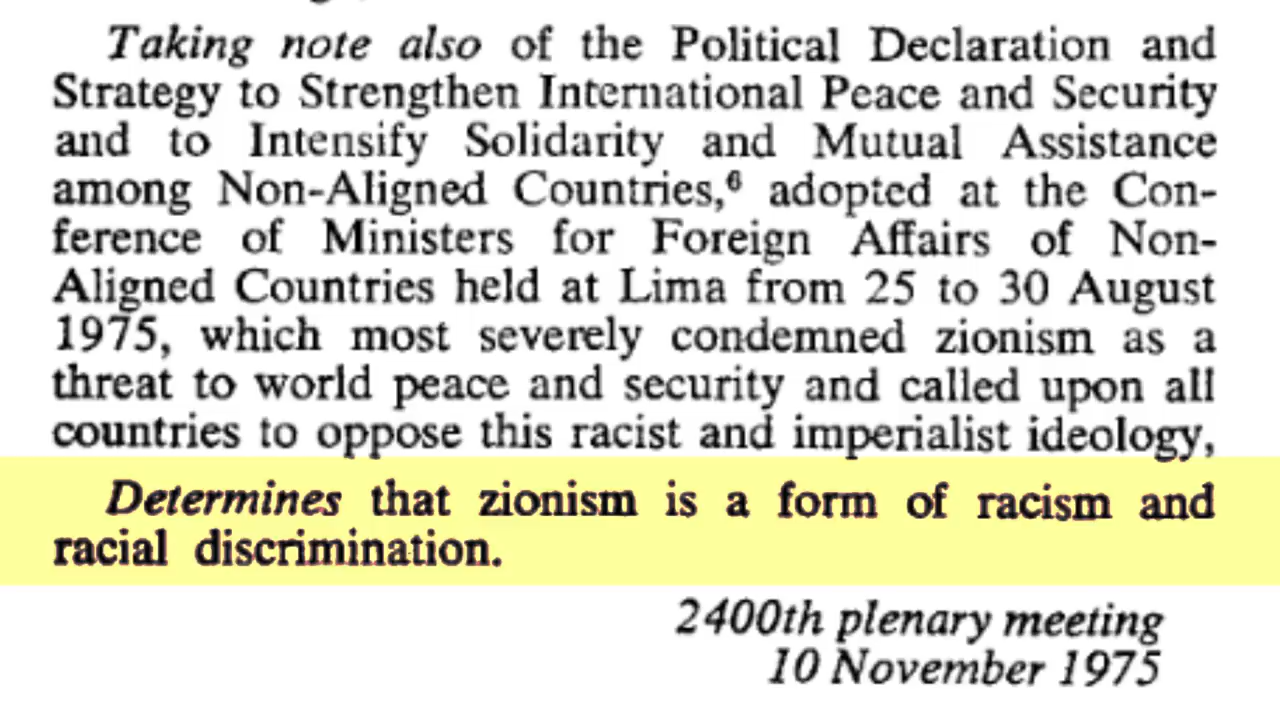 Taking note also of the Political Declaration and
Strategy to Strengthen International Peace and Security
and to Intensify Solidarity and Mutual Assistance
among Non-Aligned Countries,⁶ adopted at the Con-
ference of Ministers for Foreign Affairs of Non-
Aligned Countries held at Lima from 25 to 30 August
1975, which most severely condemned zionism as a
threat to world peace and security and called upon all
countries to oppose this racist and imperialist ideology,
Determines that zionism is a form of racism and
racial discrimination.
2400th plenary meeting
10 November 1975